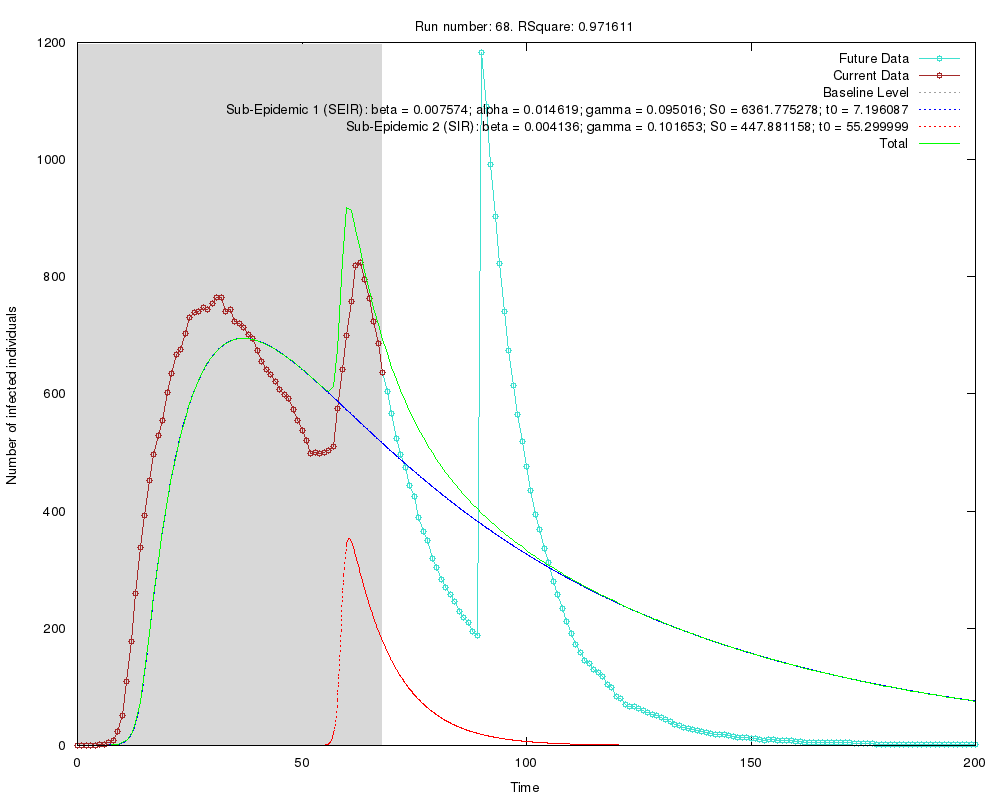 Run number: 68. RSquare: 0.971611
Future Data
Current Data
Baseline Level
Sub-Epidemic 1 (SEIR): beta = 0.007574; alpha = 0.014619; gamma = 0.095016; S0 = 6361.775278; t0 = 7.196087
Sub-Epidemic 2 (SIR): beta = 0.004136; gamma = 0.101653; S0 = 447.881158; t0 = 55.299999
Total
Number of infected individuals
1200
1000
800
600
400
200
0
0 50 100 150 200
Time